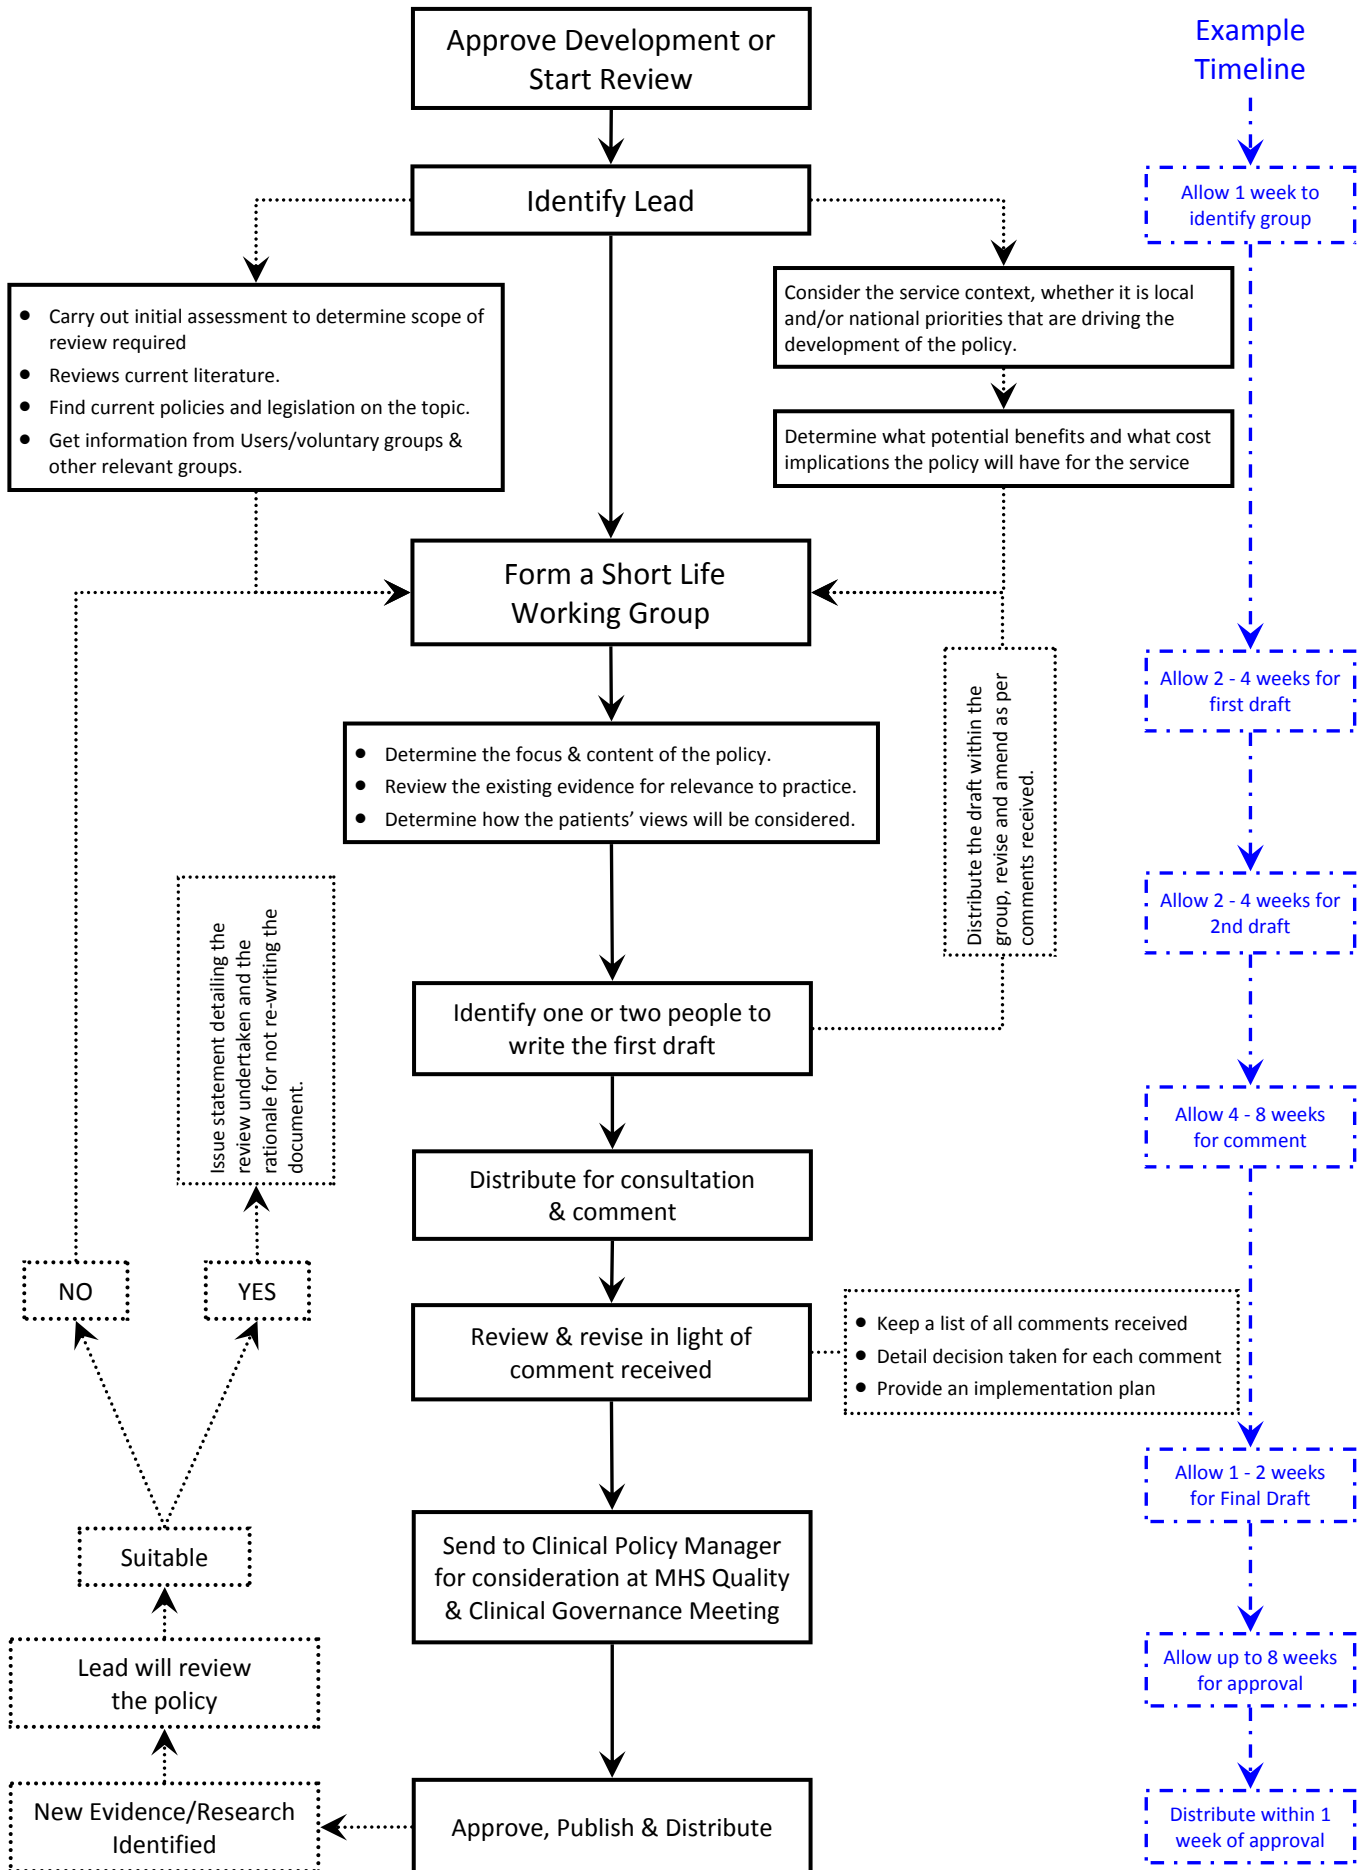 Approve Development or
Start Review
Example
Timeline
Identify Lead
Allow 1 week to
identify group
• Carry out initial assessment to determine scope of
review required
• Reviews current literature.
• Find current policies and legislation on the topic.
• Get information from Users/voluntary groups &
other relevant groups.
Consider the service context, whether it is local
and/or national priorities that are driving the
development of the policy.
Determine what potential benefits and what cost
implications the policy will have for the service
Form a Short Life
Working Group
Distribute the draft within the
group, revise and amend as per
comments received.
Allow 2 - 4 weeks for
first draft
• Determine the focus & content of the policy.
• Review the existing evidence for relevance to practice.
• Determine how the patients’ views will be considered.
Issue statement detailing the
review undertaken and the
rationale for not re-writing the
document.
Allow 2 - 4 weeks for
2nd draft
Identify one or two people to
write the first draft
Allow 4 - 8 weeks
for comment
Distribute for consultation
& comment
NO
YES
Review & revise in light of
comment received
• Keep a list of all comments received
• Detail decision taken for each comment
• Provide an implementation plan
Allow 1 - 2 weeks
for Final Draft
Suitable
Send to Clinical Policy Manager
for consideration at MHS Quality
& Clinical Governance Meeting
Lead will review
the policy
Allow up to 8 weeks
for approval
New Evidence/Research
Identified
Approve, Publish & Distribute
Distribute within 1
week of approval